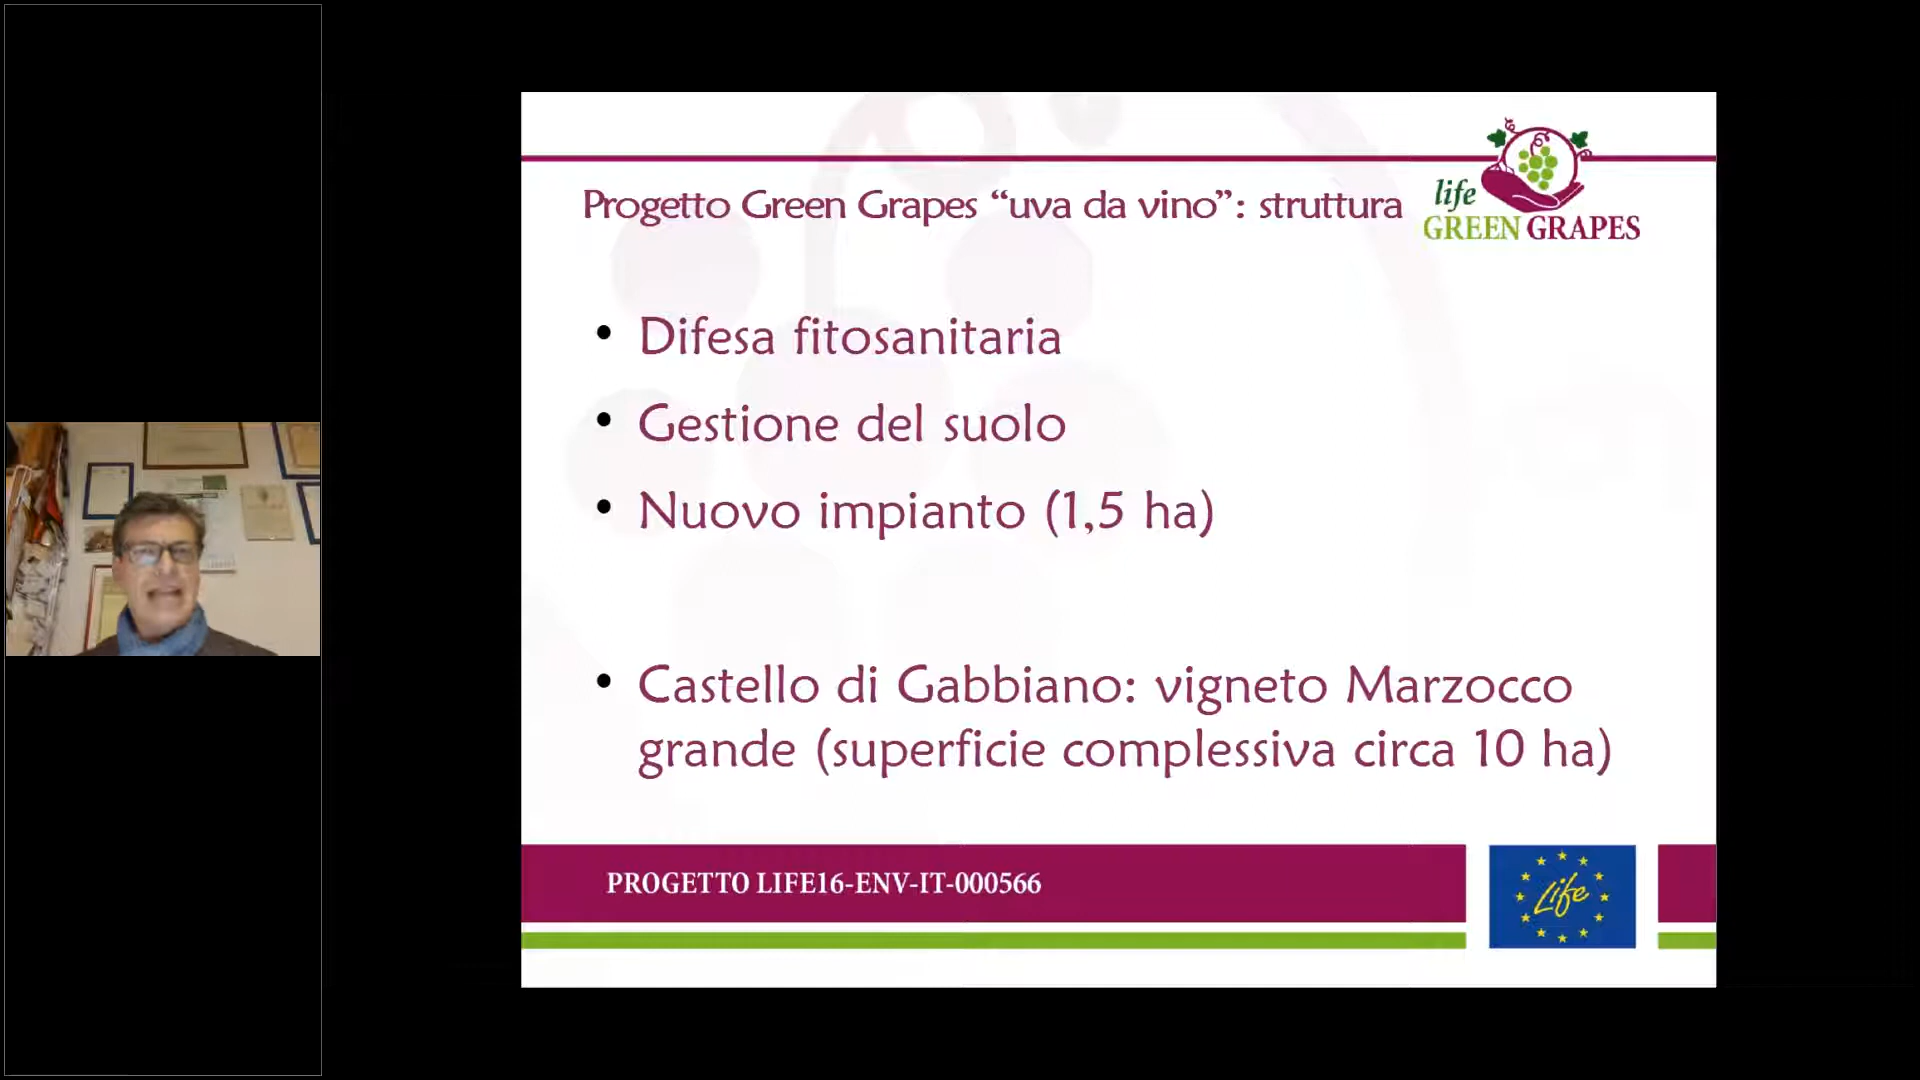 Progetto Green Grapes “uva da vino”: struttura
life
GREEN GRAPES
• Difesa fitosanitaria
• Gestione del suolo
• Nuovo impianto (1,5 ha)
• Castello di Gabbiano: vigneto Marzocco
grande (superficie complessiva circa 10 ha)
PROGETTO LIFE16-ENV-IT-000566
Life